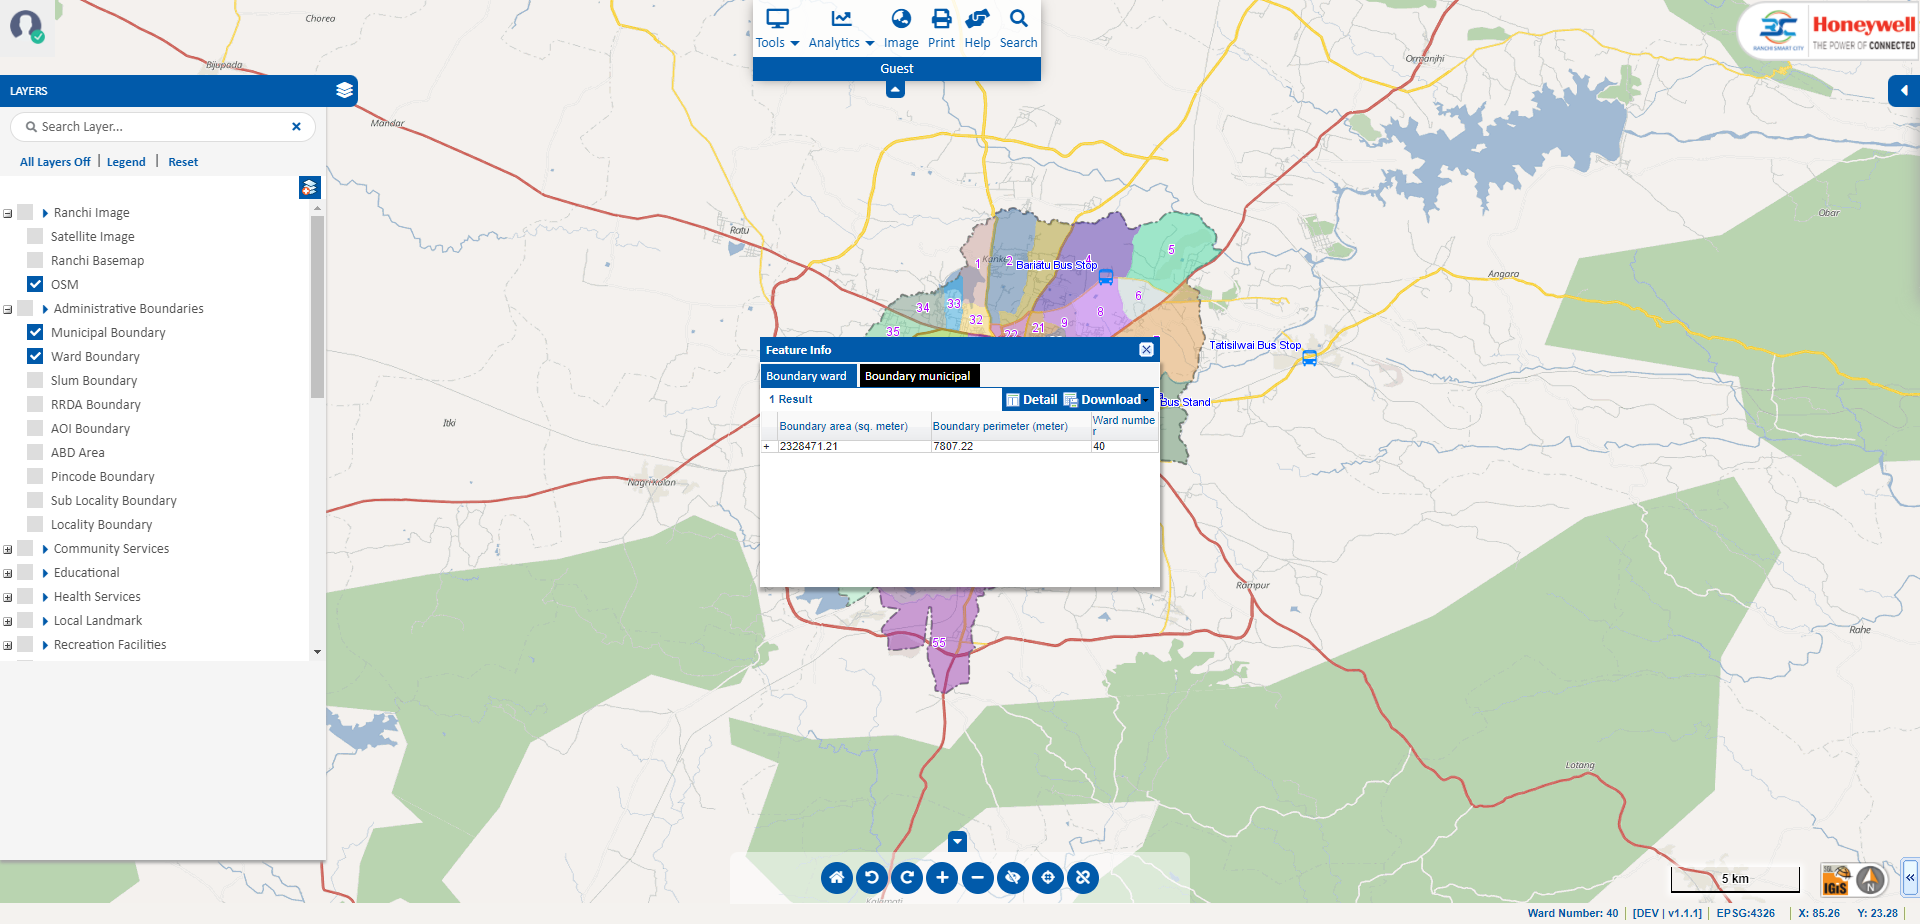 Tools
Analytics
Image
Print
Help
Search
Guest
RANCHI SMART CITY
Honeywell
THE POWER OF CONNECTED
LAYERS
Search Layer...
All Layers Off | Legend | Reset
Ranchi Image
Satellite Image
Ranchi Basemap
OSM
Administrative Boundaries
Municipal Boundary
Ward Boundary
Slum Boundary
RRDA Boundary
AOI Boundary
ABD Area
Pincode Boundary
Sub Locality Boundary
Locality Boundary
Community Services
Educational
Health Services
Local Landmark
Recreation Facilities
Chorea
Bijupada
Mandar
Ratu
Itki
Nagri Kalan
Ormanjhi
Obar
Angara
Rampur
Rahe
Lotang
Kalamati
1
2
4
5
6
8
9
21
22
32
33
34
35
55
Bariatu Bus Stop
Tatisilwai Bus Stop
Bus Stand
Feature Info
Boundary ward
Boundary municipal
1 Result
Detail
Download
Boundary area (sq. meter)
Boundary perimeter (meter)
Ward numbe
r
+ 2328471.21 7807.22 40
5 km
IGiS
N
Ward Number: 40 | [DEV | v1.1.1] | EPSG:4326 | X: 85.26 Y: 23.28